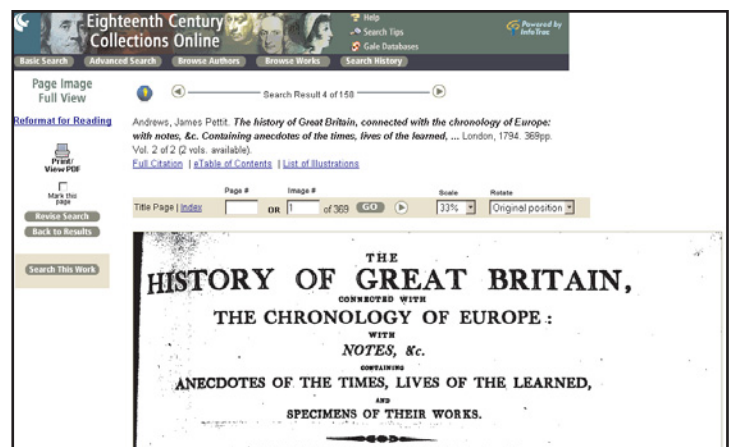 Eighteenth Century
Collections Online
Help
Search Tips
Gale Databases
Powered by
InfoTrac
Basic Search
Advanced Search
Browse Authors
Browse Works
Search History
Page Image
Full View
Reformat for Reading
Print/
View PDF
Mark this
page
Revise Search
Back to Results
Search This Work
Search Result 4 of 158
Andrews, James Pettit. The history of Great Britain, connected with the chronology of Europe:
with notes, &c. Containing anecdotes of the times, lives of the learned, ... London, 1794. 369pp.
Vol. 2 of 2 (2 vols. available).
Full Citation | eTable of Contents | List of Illustrations
Page #
Image #
Scale
Rotate
Title Page | Index
OR
1
of 369
GO
33%
Original position
THE
HISTORY OF GREAT BRITAIN,
CONNECTED WITH
THE CHRONOLOGY OF EUROPE:
WITH
NOTES, &c.
CONTAINING
ANECDOTES OF THE TIMES, LIVES OF THE LEARNED,
AND
SPECIMENS OF THEIR WORKS.